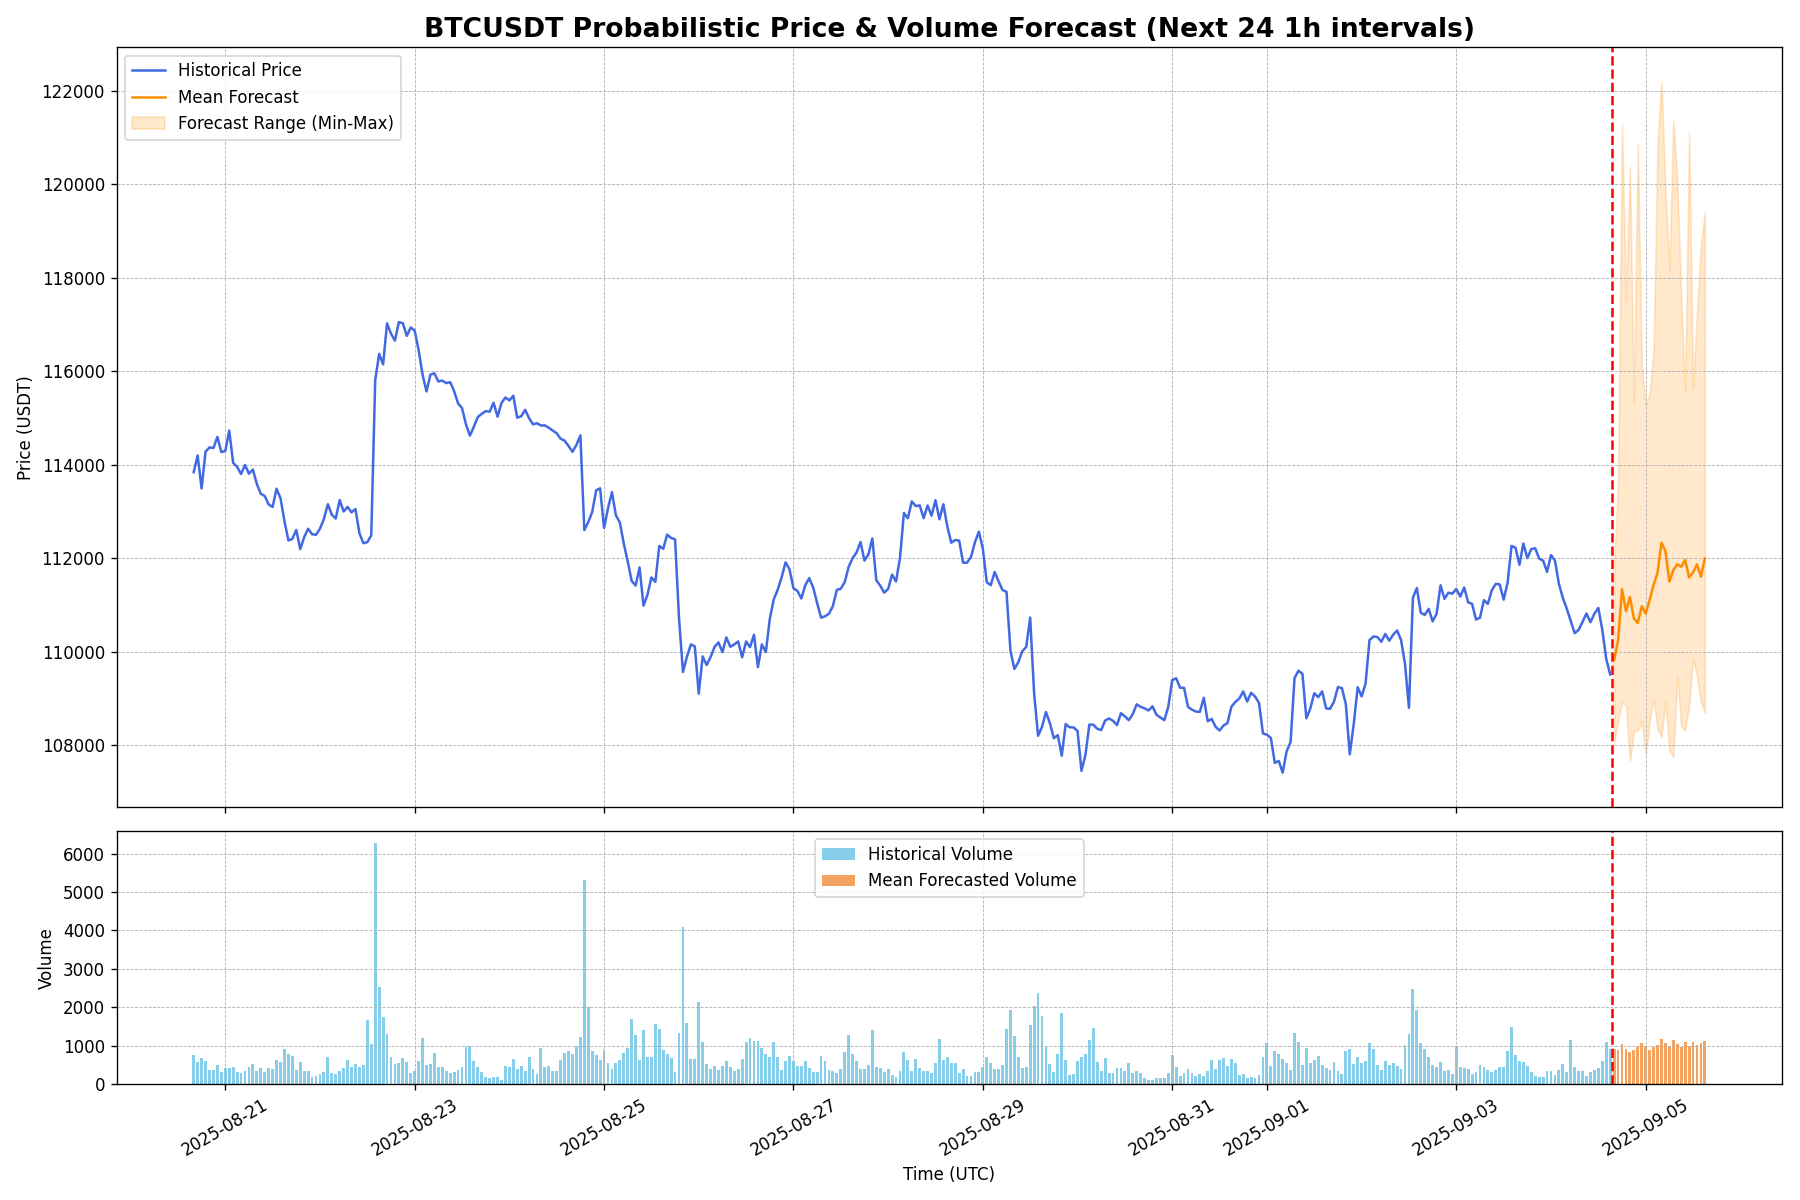 BTCUSDT Probabilistic Price & Volume Forecast (Next 24 1h intervals)
Historical Price
Mean Forecast
Forecast Range (Min-Max)
122000
120000
118000
116000
114000
112000
110000
108000
Price (USDT)
Historical Volume
Mean Forecasted Volume
6000
5000
4000
3000
2000
1000
0
Volume
2025-08-21
2025-08-23
2025-08-25
2025-08-27
2025-08-29
2025-08-31
2025-09-01
2025-09-03
2025-09-05
Time (UTC)